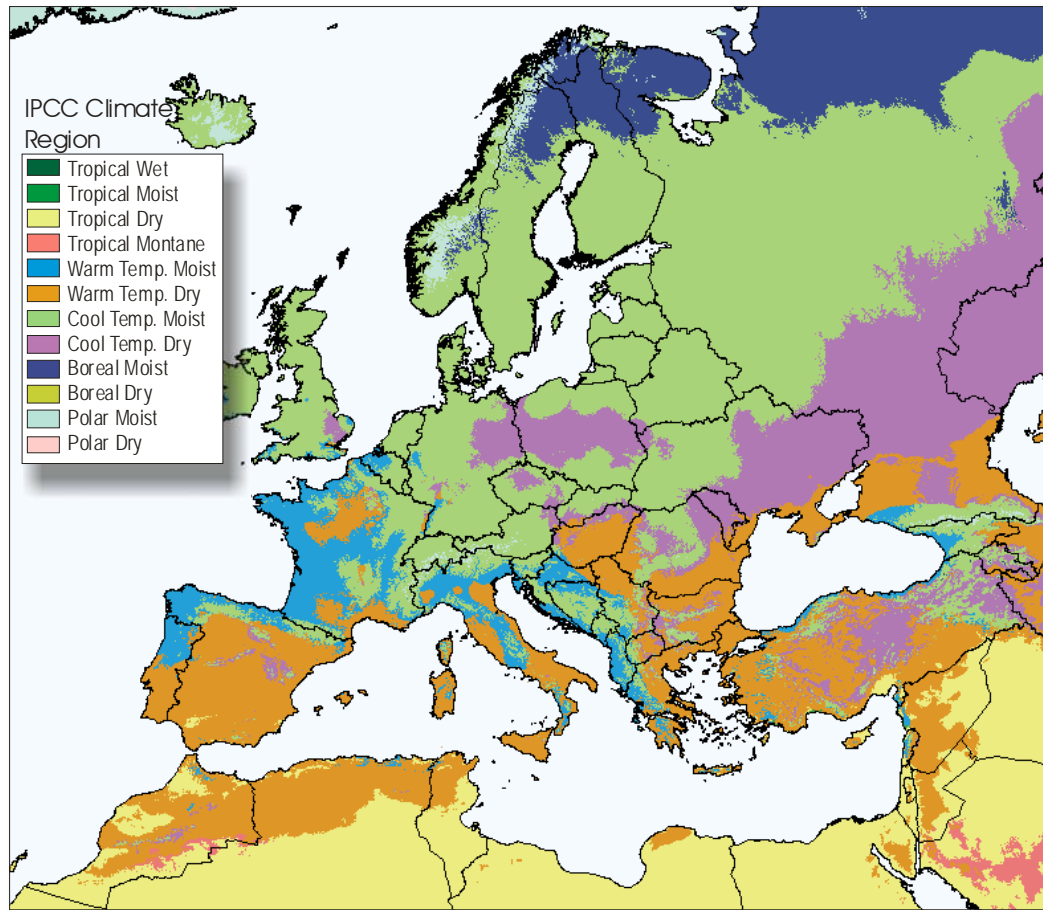 IPCC Climate
Region
Tropical Wet
Tropical Moist
Tropical Dry
Tropical Montane
Warm Temp. Moist
Warm Temp. Dry
Cool Temp. Moist
Cool Temp. Dry
Boreal Moist
Boreal Dry
Polar Moist
Polar Dry